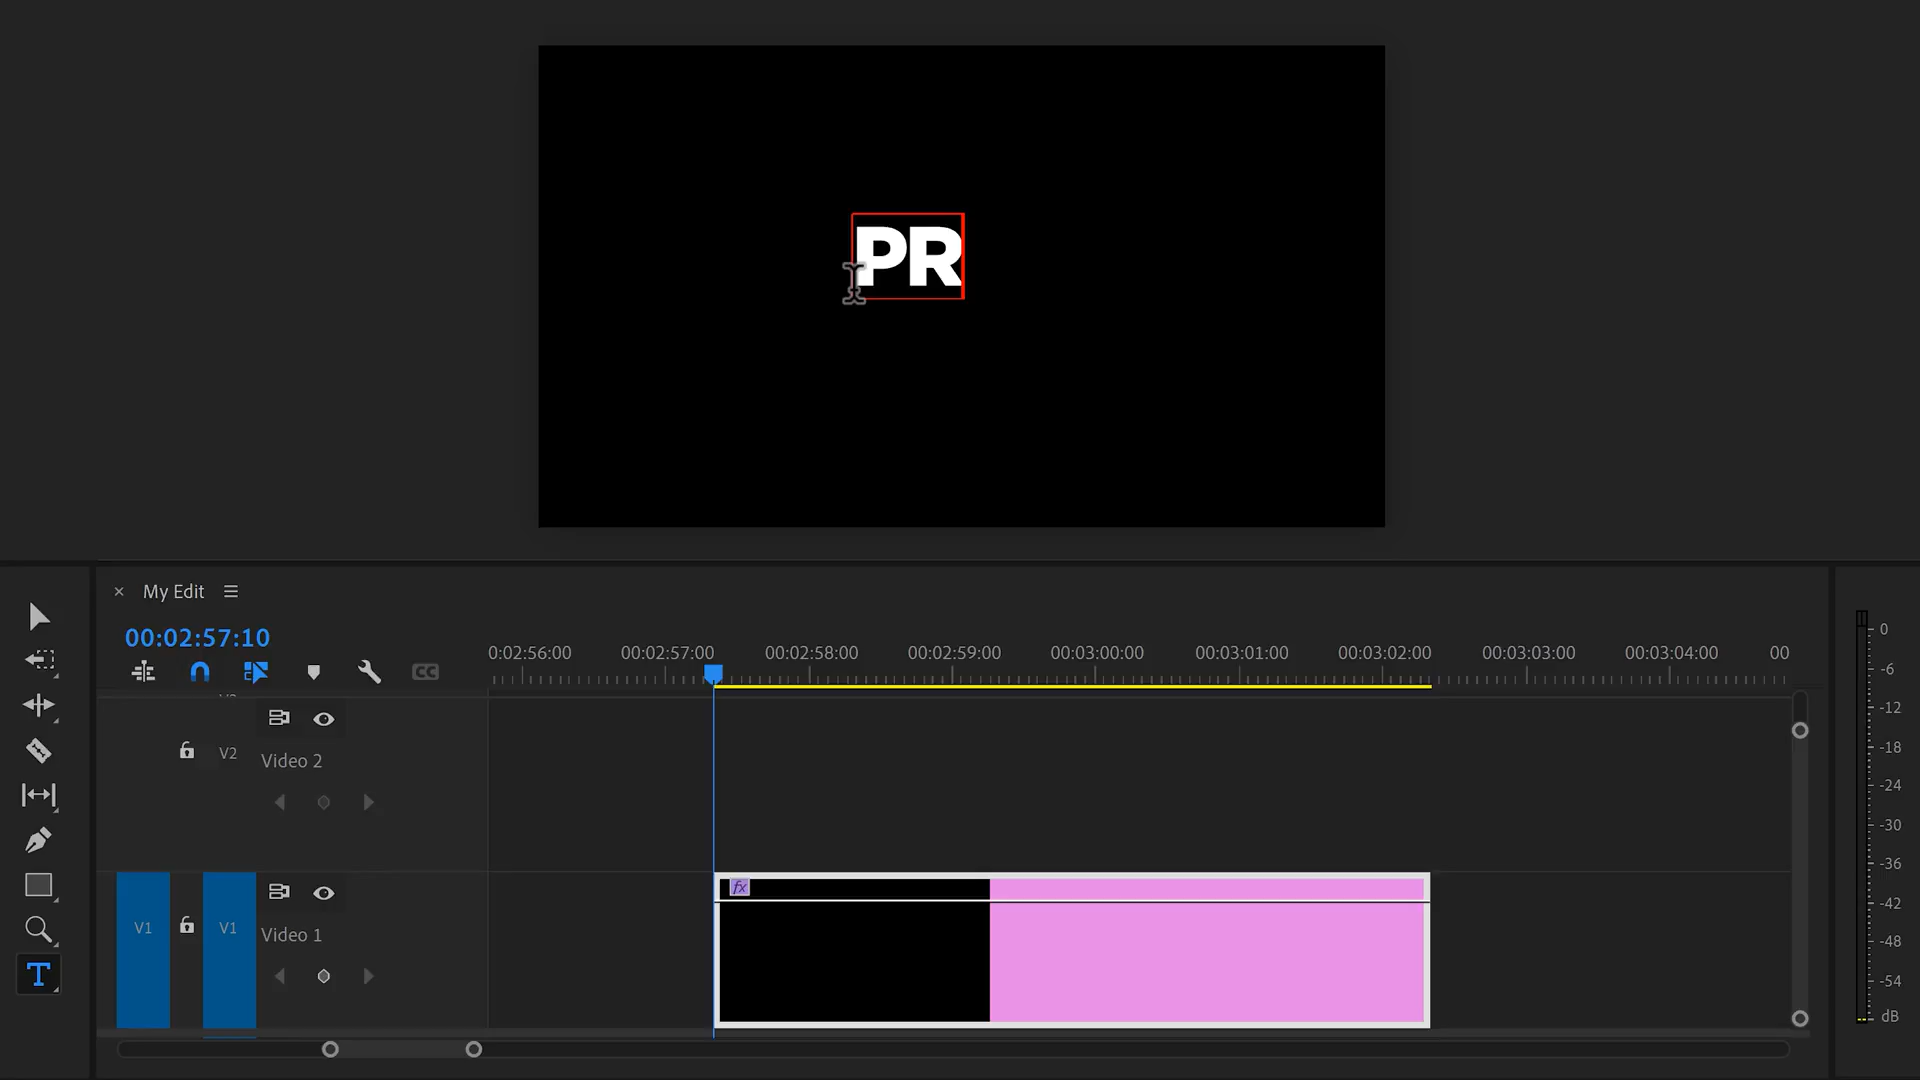 PR
× My Edit
00:02:57:10
0:02:56:00 00:02:57:00 00:02:58:00 00:02:59:00 00:03:00:00 00:03:01:00 00:03:02:00 00:03:03:00 00:03:04:00 00
CC
V2 Video 2
fx
V1 V1 Video 1
T
0
-6
-12
-18
-24
-30
-36
-42
-48
-54
dB